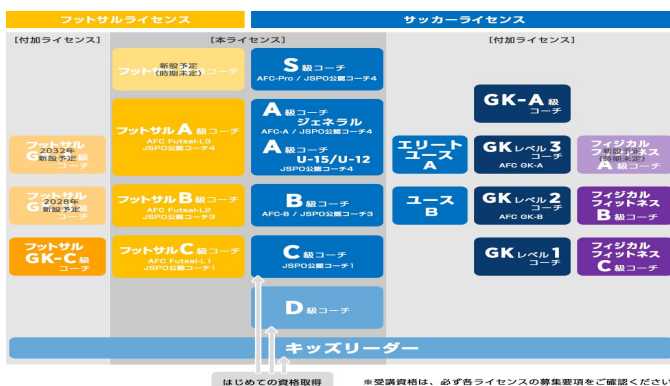 フットサルライセンス
サッカーライセンス
[付加ライセンス]
[本ライセンス]
[付加ライセンス]
新設予定
(時期未定)
S級コーチ
AFC-Pro / JSPO公認コーチ4
フットサルA級コーチ
AFC Futsal-L3
JSPO公認コーチ4
A級コーチ
ジェネラル
AFC-A / JSPO公認コーチ4
A級コーチ
U-15/U-12
JSPO公認コーチ4
GK-A級
コーチ
2032年
新設予定
エリート
ユース
A
GKレベル3
コーチ
AFC GK-A
フィジカル
フィットネス
A級コーチ
新設予定
(時期未定)
2028年
新設予定
フットサルB級コーチ
AFC Futsal-L2
JSPO公認コーチ3
B級コーチ
AFC-B / JSPO公認コーチ3
ユース
B
GKレベル2
コーチ
AFC GK-B
フィジカル
フィットネス
B級コーチ
フットサル
GK-C級
コーチ
フットサルC級コーチ
AFC Futsal-L1
JSPO公認コーチ1
C級コーチ
JSPO公認コーチ1
GKレベル1
コーチ
フィジカル
フィットネス
C級コーチ
D級コーチ
キッズリーダー
はじめての資格取得
※受講資格は、必ず各ライセンスの募集要項をご確認ください